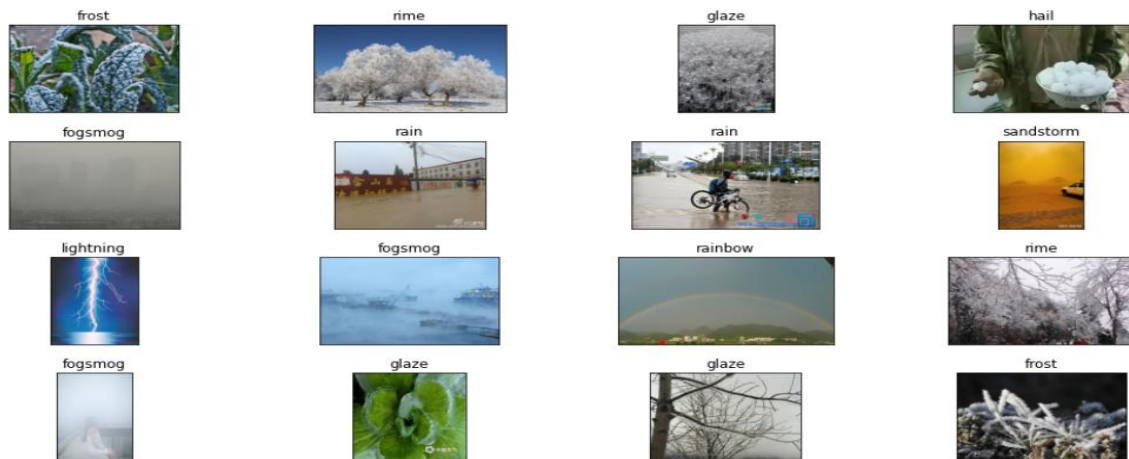 frost
rime
glaze
hail
fogsmog
rain
rain
sandstorm
lightning
fogsmog
rainbow
rime
fogsmog
glaze
glaze
frost